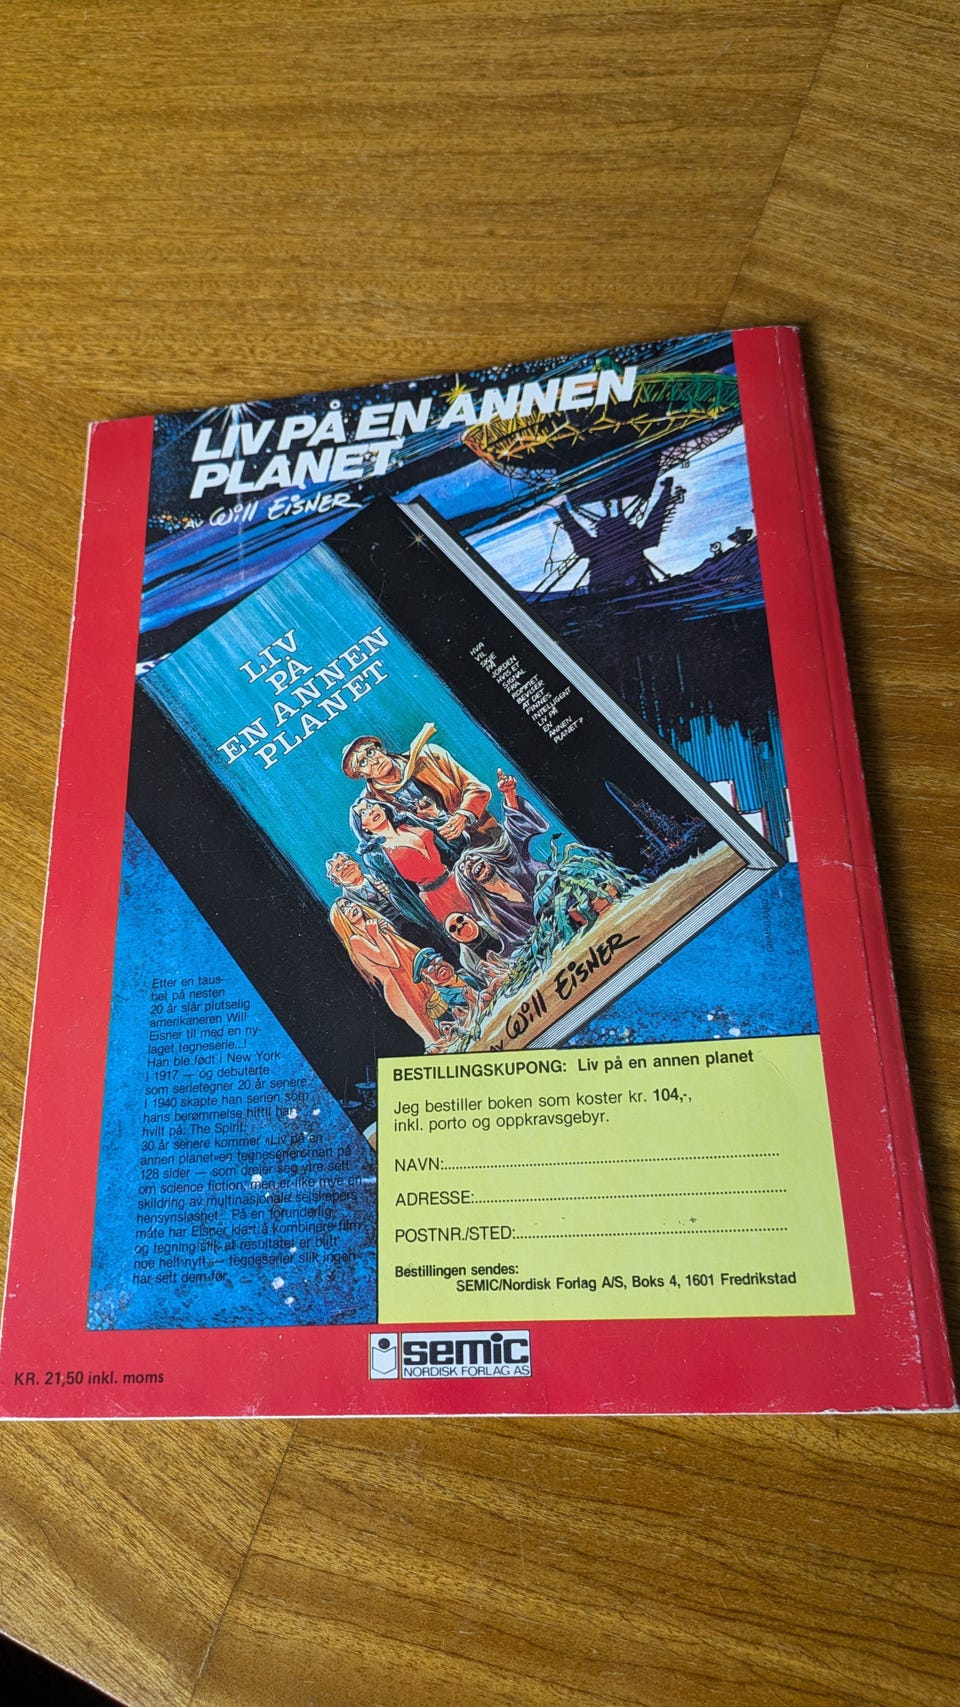 LIV PÅ EN ANNEN
PLANET
AV Will EISNER
LIV
PÅ
EN ANNEN
PLANET
HVA
VIL
SKJE
PÅ
JORDEN
HVIS ET
SIGNAL
FRA
ROMMET
BEVISER
AT DET
FINNES
INTELLIGENT
LIV PÅ
EN
ANNEN
PLANET?
AV Will EISNER
Etter en taus-
het på nesten
20 år slår plutselig
amerikaneren Will
Eisner til med en ny-
laget tegneserie...!
Han ble født i New York
i 1917 — og debuterte
som serietegner 20 år senere.
I 1940 skapte han serien som
hans berømmelse hittil har
hvilt på: The Spirit.
30 år senere kommer «Liv på en
annen planet» en tegneserieroman på
128 sider — som dreier seg ytre sett
om science fiction, men er like mye en
skildring av multinasjonale selskapers
hensynsløshet. På en forunderlig
måte har Eisner klart å kombinere film
og tegning slik at resultatet er blitt
noe helt nytt — tegneserier slik ingen
har sett dem før.
BESTILLINGSKUPONG: Liv på en annen planet
Jeg bestiller boken som koster kr. 104,-,
inkl. porto og oppkravsgebyr.
NAVN:
ADRESSE:
POSTNR./STED:
Bestillingen sendes:
SEMIC/Nordisk Forlag A/S, Boks 4, 1601 Fredrikstad
KR. 21,50 inkl. moms
semic
NORDISK FORLAG AS